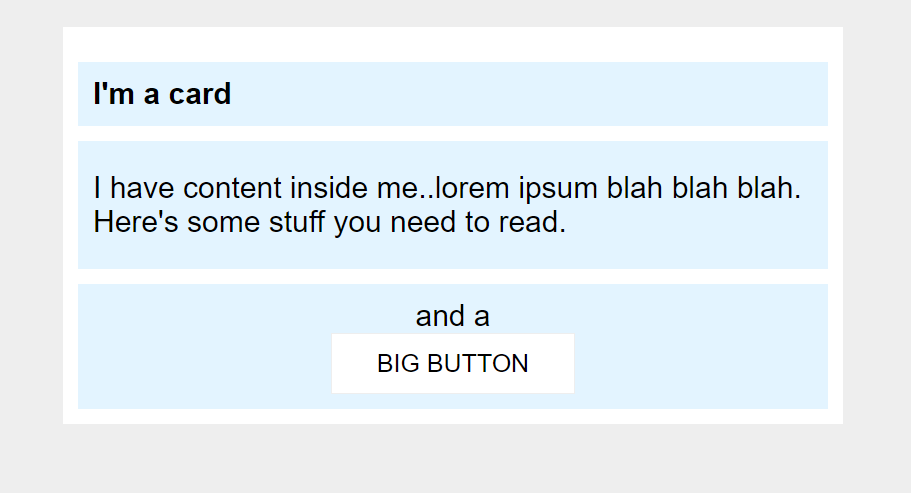 I'm a card
I have content inside me..lorem ipsum blah blah blah.
Here's some stuff you need to read.
and a
BIG BUTTON